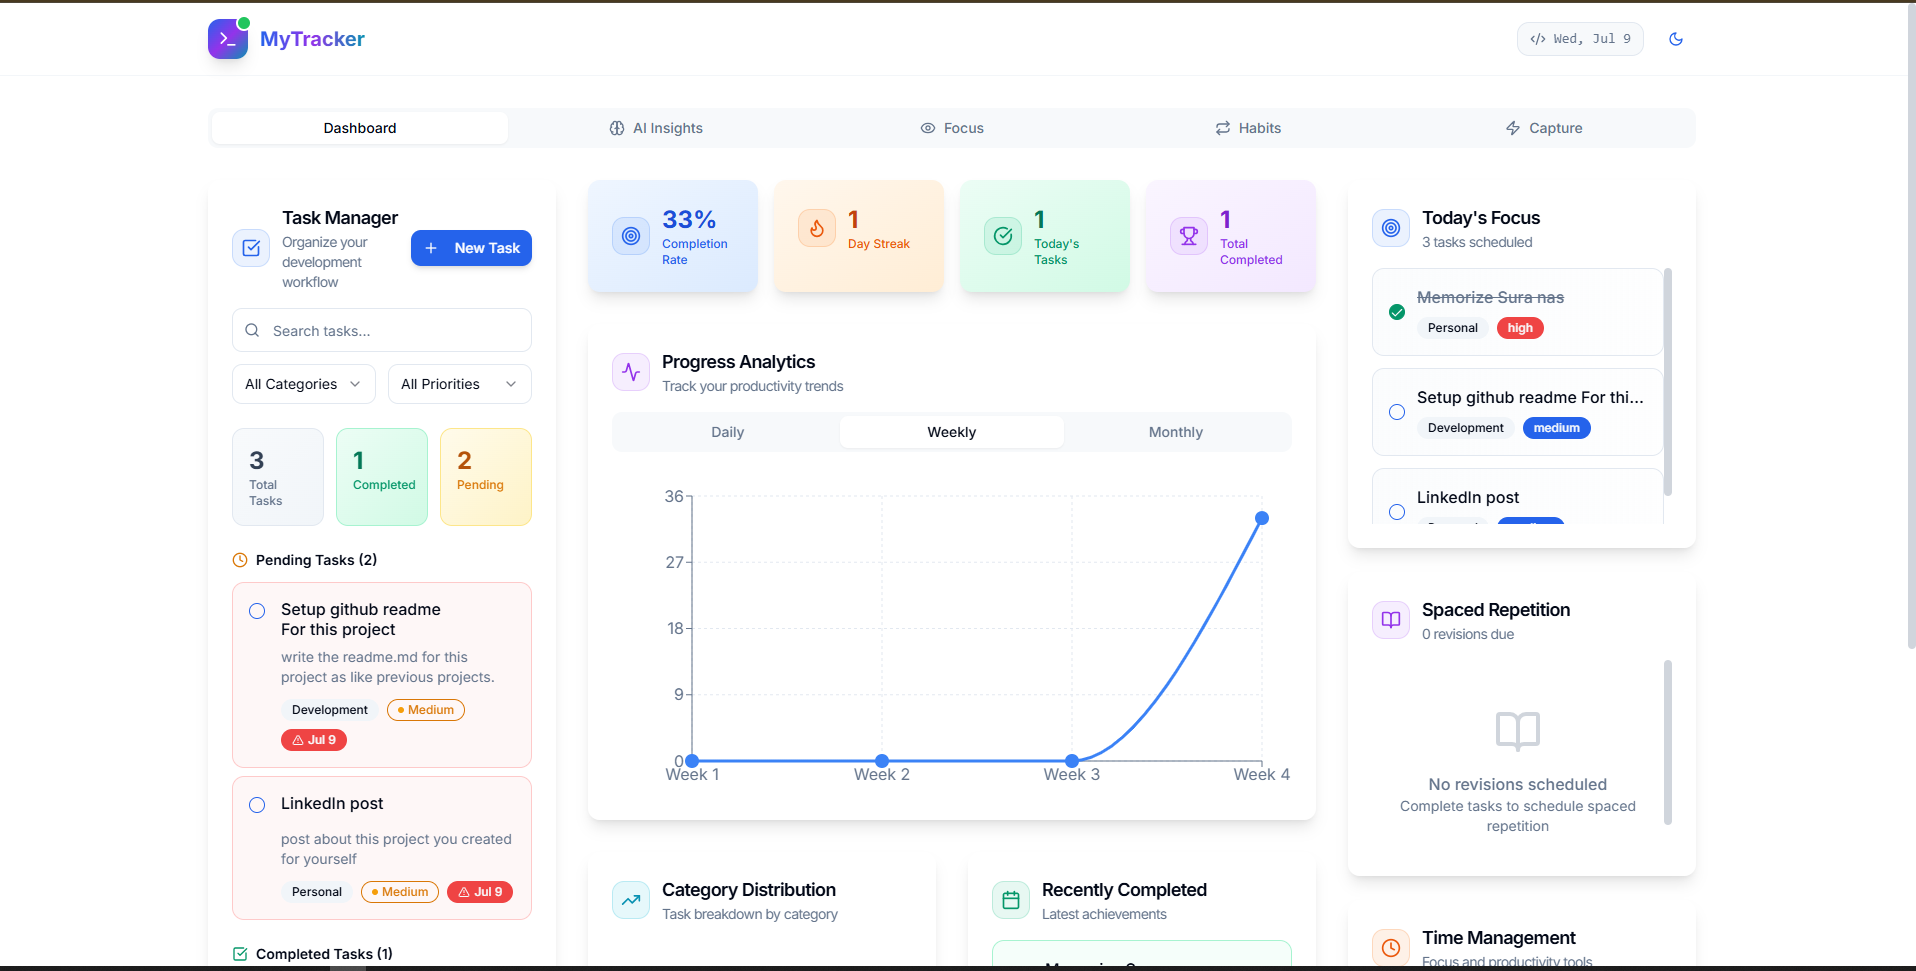 MyTracker
Wed, Jul 9
Dashboard
AI Insights
Focus
Habits
Capture
Task Manager
Organize your
development
workflow
New Task
Search tasks...
All Categories
All Priorities
3
Total
Tasks
1
Completed
2
Pending
Pending Tasks (2)
Setup github readme
For this project
write the readme.md for this
project as like previous projects.
Development
Medium
Jul 9
LinkedIn post
post about this project you created
for yourself
Personal
Medium
Jul 9
Completed Tasks (1)
33%
Completion
Rate
1
Day Streak
1
Today's
Tasks
1
Total
Completed
Progress Analytics
Track your productivity trends
Daily
Weekly
Monthly
36
27
18
9
0
Week 1
Week 2
Week 3
Week 4
Category Distribution
Task breakdown by category
Recently Completed
Latest achievements
Today's Focus
3 tasks scheduled
Memorize Sura nas
Personal
high
Setup github readme For thi...
Development
medium
LinkedIn post
Spaced Repetition
0 revisions due
No revisions scheduled
Complete tasks to schedule spaced
repetition
Time Management
Focus and productivity tools